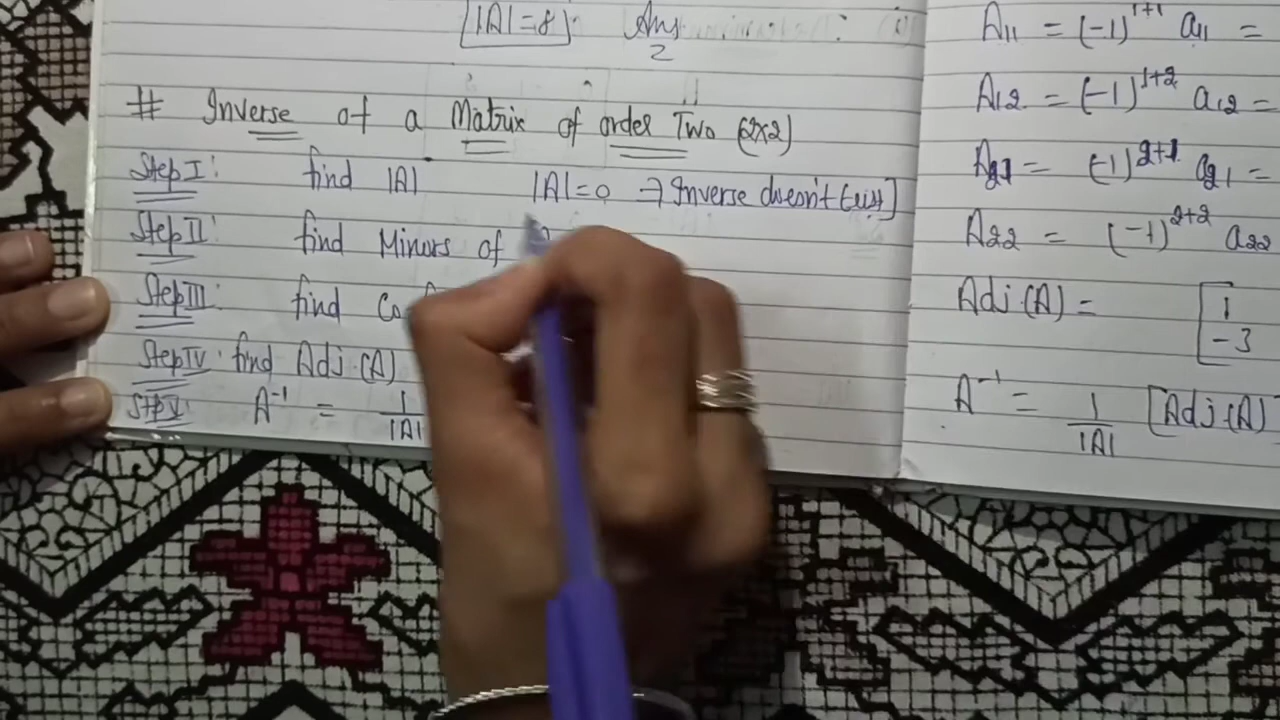 |A|=8. Ans
# Inverse of a Matrix of order Two (2x2)
Step I: find |A| |A|=0 ⇒ Inverse doesn't Exist]
Step II: find Minors of
Step III: find
Step IV: find Adj.(A)
Step V: A⁻¹ = 1/|A|
A₁₁ = (-1)¹⁺¹ a₁₁ =
A₁₂ = (-1)¹⁺² a₁₂ =
A₂₁ = (-1)²⁺¹ a₂₁ =
A₂₂ = (-1)²⁺² a₂₂
Adj.(A) = [1
-3
A⁻¹ = 1/|A| [Adj.(A)]